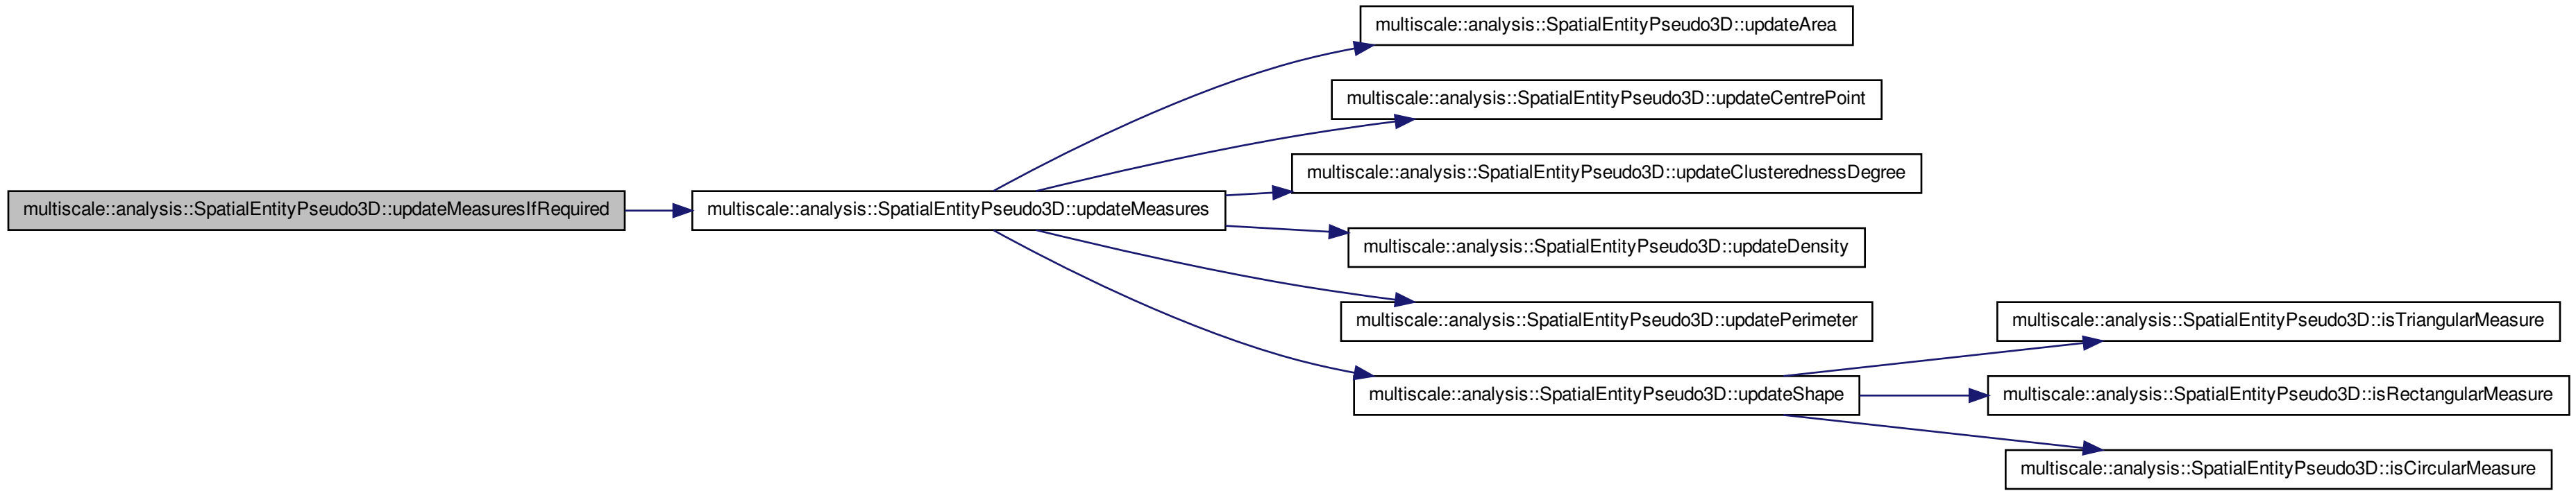 multiscale::analysis::SpatialEntityPseudo3D::updateMeasuresIfRequired
multiscale::analysis::SpatialEntityPseudo3D::updateMeasures
multiscale::analysis::SpatialEntityPseudo3D::updateArea
multiscale::analysis::SpatialEntityPseudo3D::updateCentrePoint
multiscale::analysis::SpatialEntityPseudo3D::updateClusterednessDegree
multiscale::analysis::SpatialEntityPseudo3D::updateDensity
multiscale::analysis::SpatialEntityPseudo3D::updatePerimeter
multiscale::analysis::SpatialEntityPseudo3D::updateShape
multiscale::analysis::SpatialEntityPseudo3D::isTriangularMeasure
multiscale::analysis::SpatialEntityPseudo3D::isRectangularMeasure
multiscale::analysis::SpatialEntityPseudo3D::isCircularMeasure